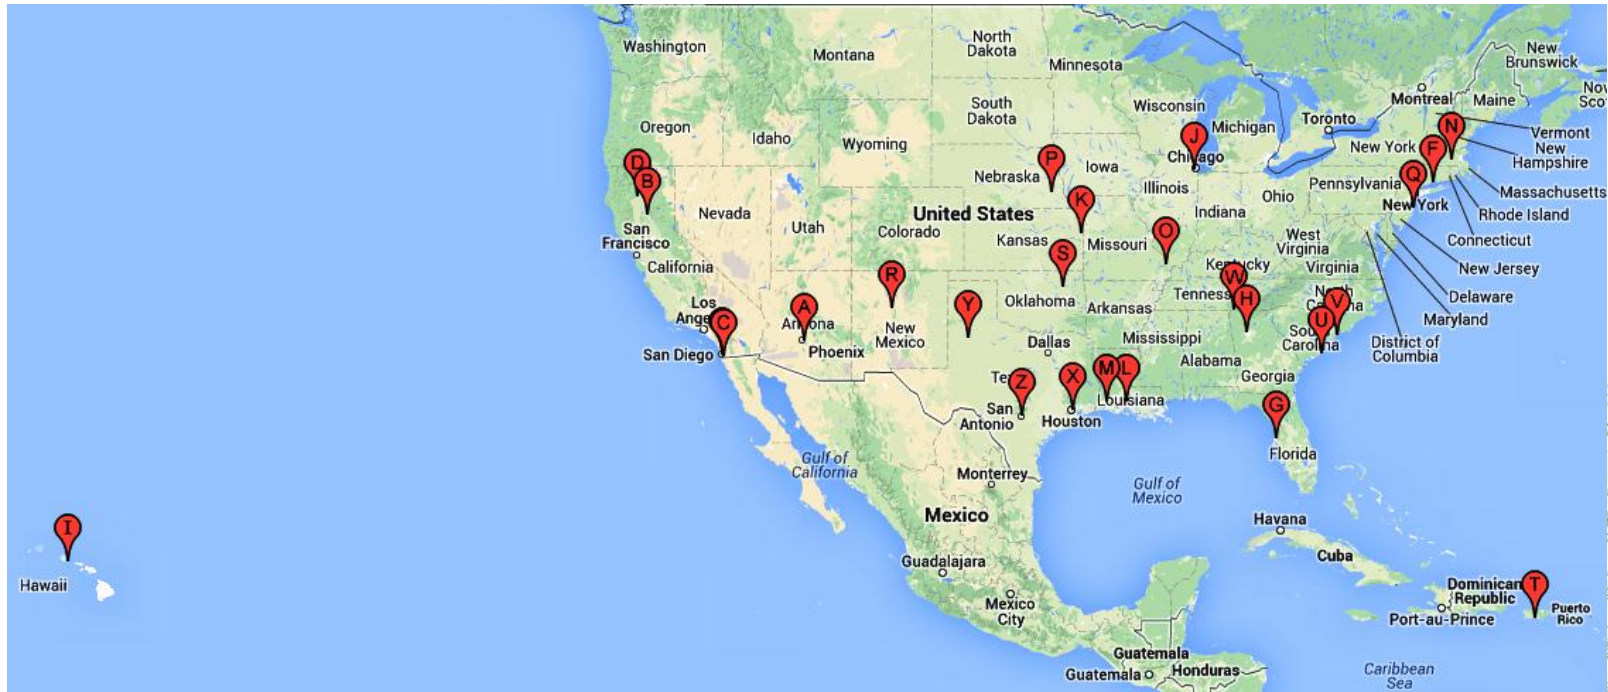 Washington
Montana
North
Dakota
Minnesota
New
Brunswick
South
Dakota
Wisconsin
Montreal
Maine
Oregon
Idaho
Wyoming
Michigan
Toronto
Vermont
New
Hampshire
N
J
Chicago
New York
F
D
B
P
Nebraska
Iowa
Illinois
Ohio
Pennsylvania
Q
New York
Massachusetts
Rhode Island
Connecticut
New Jersey
Delaware
Maryland
District of
Columbia
Nevada
Utah
United States
Colorado
K
Indiana
San
Francisco
California
Kansas
Missouri
O
West
Virginia
Virginia
S
Kentucky
W
R
Los
C
A
Y
Oklahoma
Arkansas
H
V
U
San Diego
Phoenix
New
Mexico
Dallas
Mississippi
Alabama
Georgia
Z
X
M
L
Louisiana
San
Antonio
Houston
G
Florida
Gulf of
California
Monterrey
Gulf of
Mexico
Mexico
Havana
Cuba
I
Hawaii
Guadalajara
Mexico
City
Dominican
Republic
T
Puerto
Rico
Port-au-Prince
Guatemala
Guatemala
Honduras
Caribbean
Sea